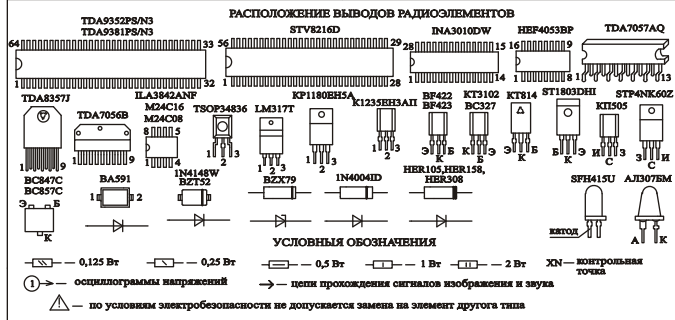 РАСПОЛОЖЕНИЕ ВЫВОДОВ РАДИОЭЛЕМЕНТОВ
TDA9352PS/N3
TDA9381PS/N3
STV8216D
INA3010DW
HEF4053BP
TDA7057AQ
64 33
56 29
28 15
16 9
1 32
1 28
1 14
1 8
1 13
TDA8357J
TDA7056B
ILA3842ANF
M24C16
M24C08
TSOP34836
LM317T
КР1180ЕН5А
К1235ЕН3АП
BF422
BF423
КТ3102
BC327
КТ814
ST1803DHI
КП505
STP4NK60Z
8 5
1 4
1 9
1 9
1 2 3
1 2 3
1 2 3
1 2 3
Э К Б
К Б Э
Э К Б
Б К Э
И С З
З С И
BC847C
BC857C
Э Б
К
BA591
1 2
1N4148W
BZT52
BZX79
1N4004ID
HER105,HER158,
HER308
SFH415U
катод
АЛ307БМ
А К
УСЛОВНЫЕ ОБОЗНАЧЕНИЯ
— 0,125 Вт
— 0,25 Вт
— 0,5 Вт
— 1 Вт
— 2 Вт
XN — контрольная
точка
1 — осциллограммы напряжений
— цепи прохождения сигналов изображения и звука
— по условиям электробезопасности не допускается замена на элемент другога типа